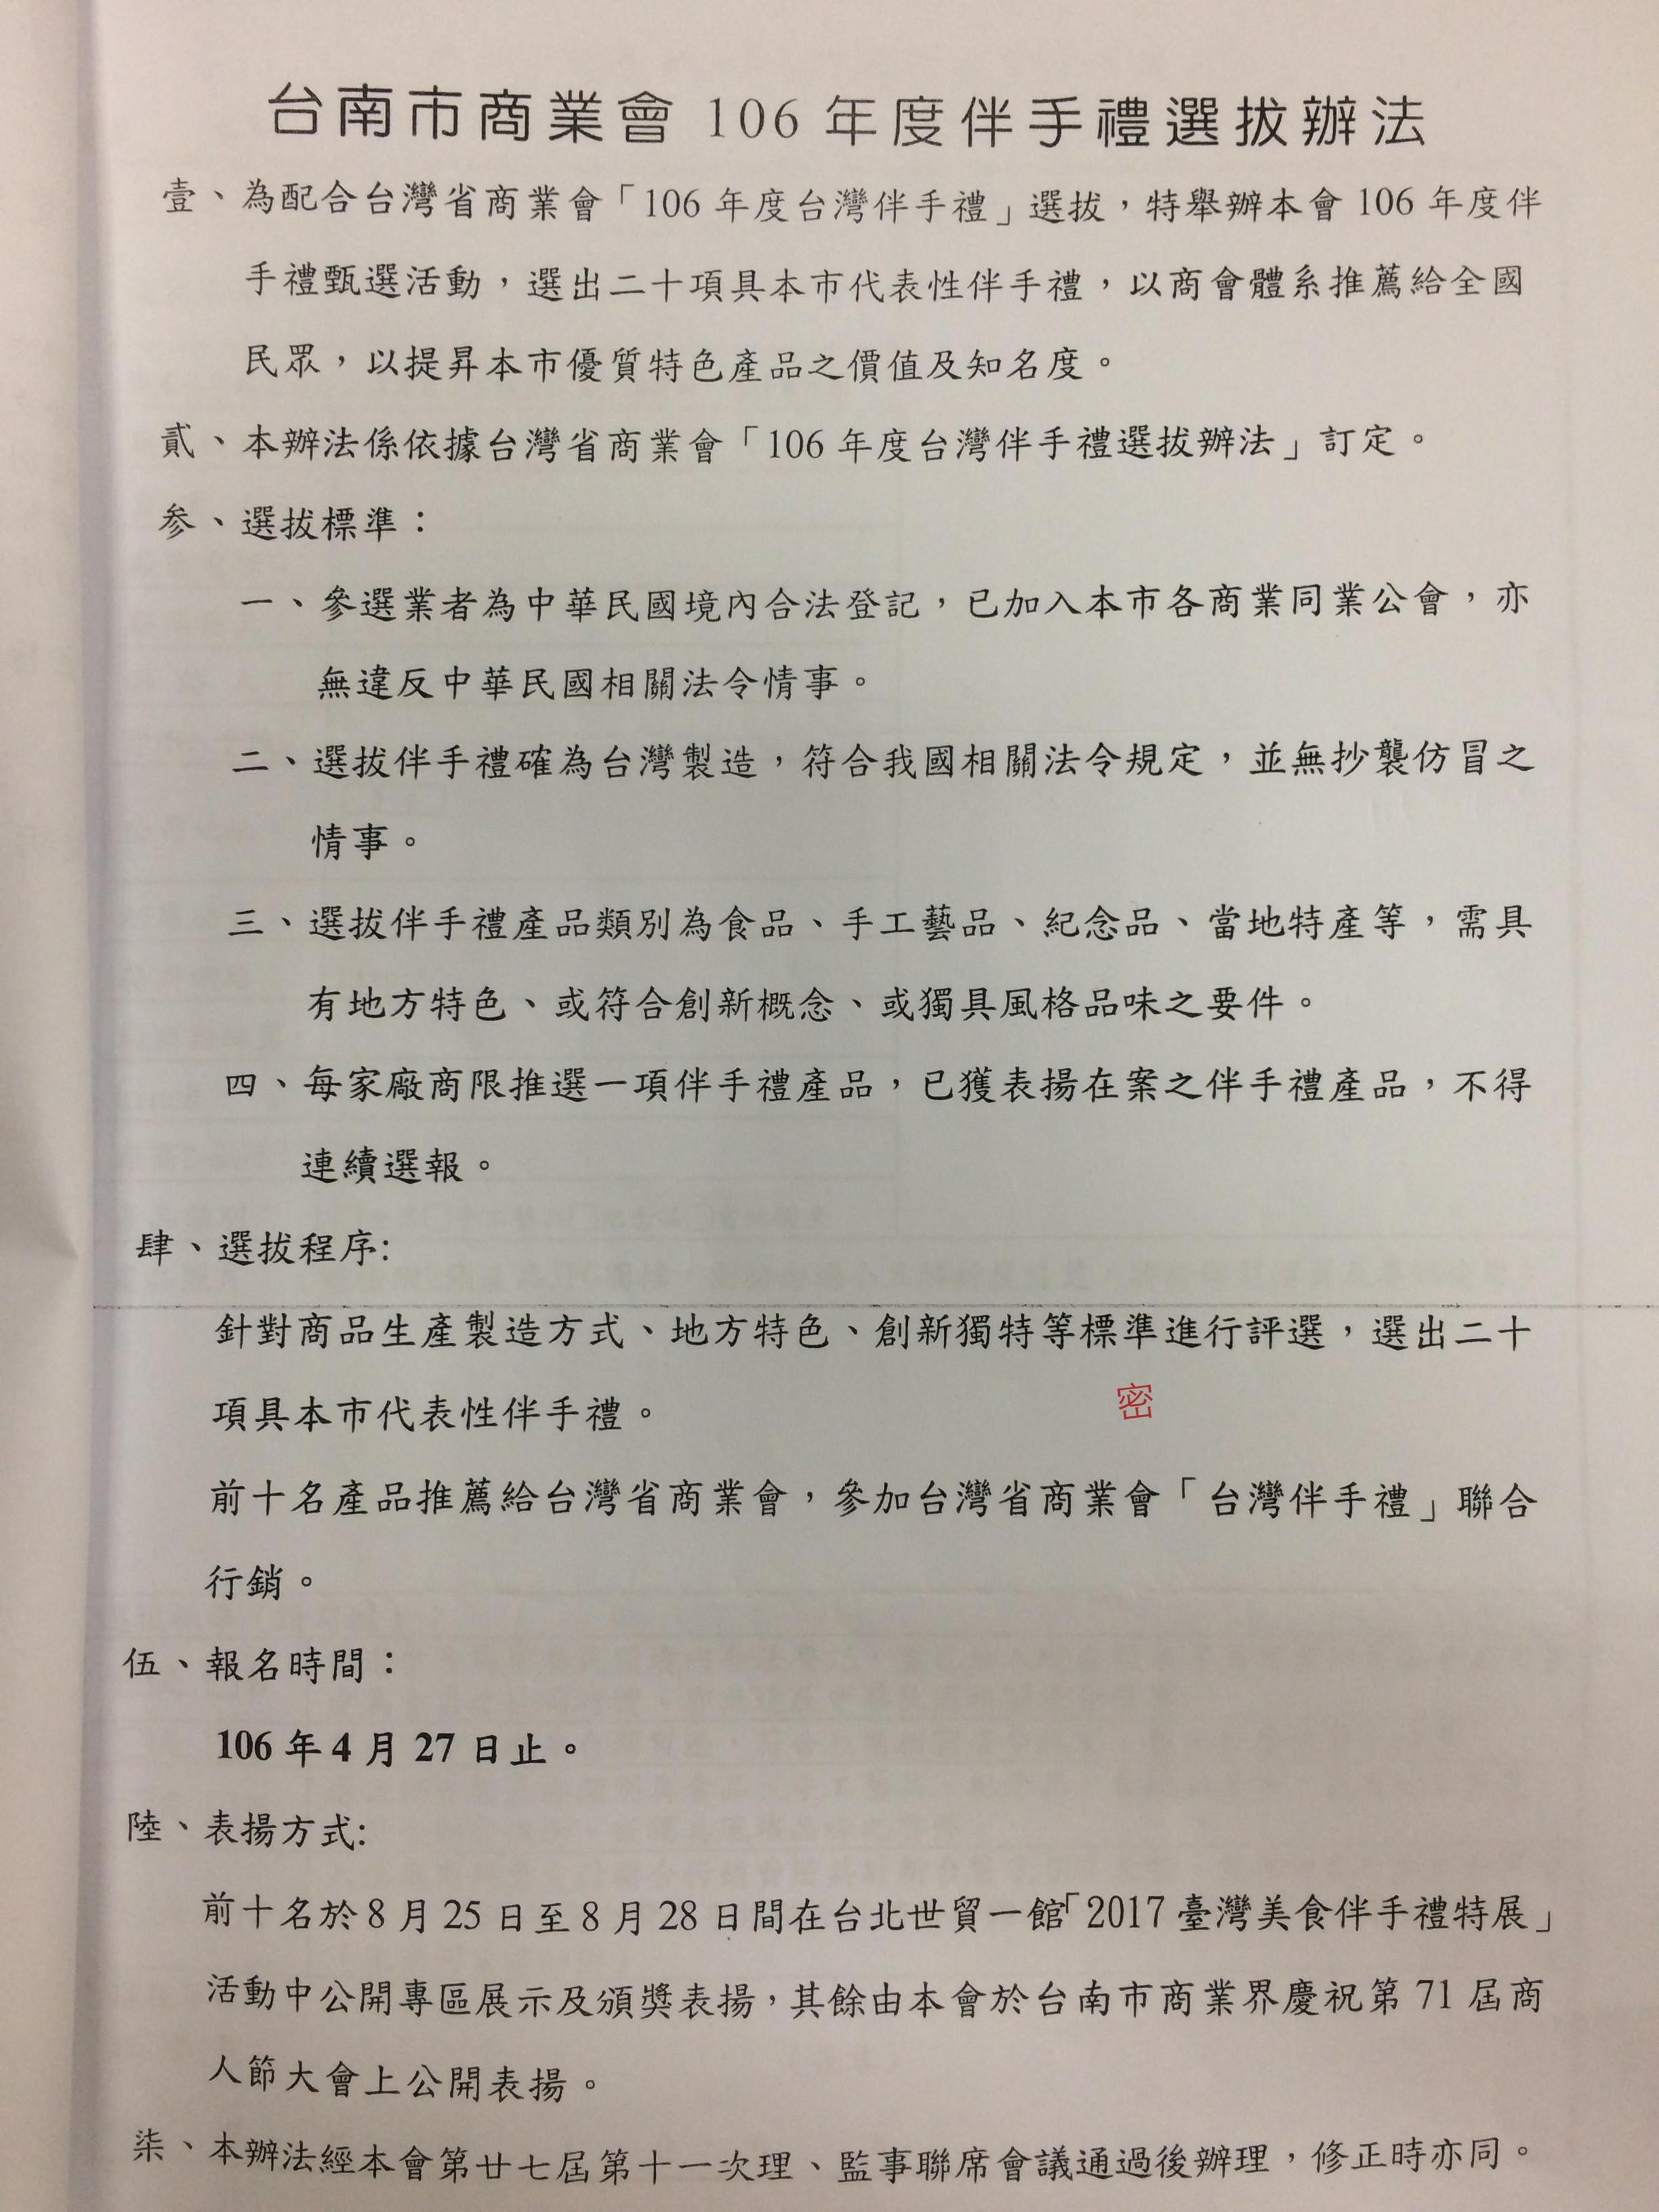 台南市商業會 106 年度伴手禮選拔辦法
壹、為配合台灣省商業會「106 年度台灣伴手禮」選拔，特舉辦本會 106 年度伴
手禮甄選活動，選出二十項具本市代表性伴手禮，以商會體系推薦給全國
民眾，以提昇本市優質特色產品之價值及知名度。
貳、本辦法係依據台灣省商業會「106 年度台灣伴手禮選拔辦法」訂定。
參、選拔標準：
一、參選業者為中華民國境內合法登記，已加入本市各商業同業公會，亦
無違反中華民國相關法令情事。
二、選拔伴手禮確為台灣製造，符合我國相關法令規定，並無抄襲仿冒之
情事。
三、選拔伴手禮產品類別為食品、手工藝品、紀念品、當地特產等，需具
有地方特色、或符合創新概念、或獨具風格品味之要件。
四、每家廠商限推選一項伴手禮產品，已獲表揚在案之伴手禮產品，不得
連續選報。
肆、選拔程序:
針對商品生產製造方式、地方特色、創新獨特等標準進行評選，選出二十
項具本市代表性伴手禮。
密
前十名產品推薦給台灣省商業會，參加台灣省商業會「台灣伴手禮」聯合
行銷。
伍、報名時間：
106 年 4 月 27 日止。
陸、表揚方式:
前十名於 8 月 25 日至 8 月 28 日間在台北世貿一館「2017 臺灣美食伴手禮特展」
活動中公開專區展示及頒獎表揚，其餘由本會於台南市商業界慶祝第 71 屆商
人節大會上公開表揚。
柒、本辦法經本會第廿七屆第十一次理、監事聯席會議通過後辦理，修正時亦同。